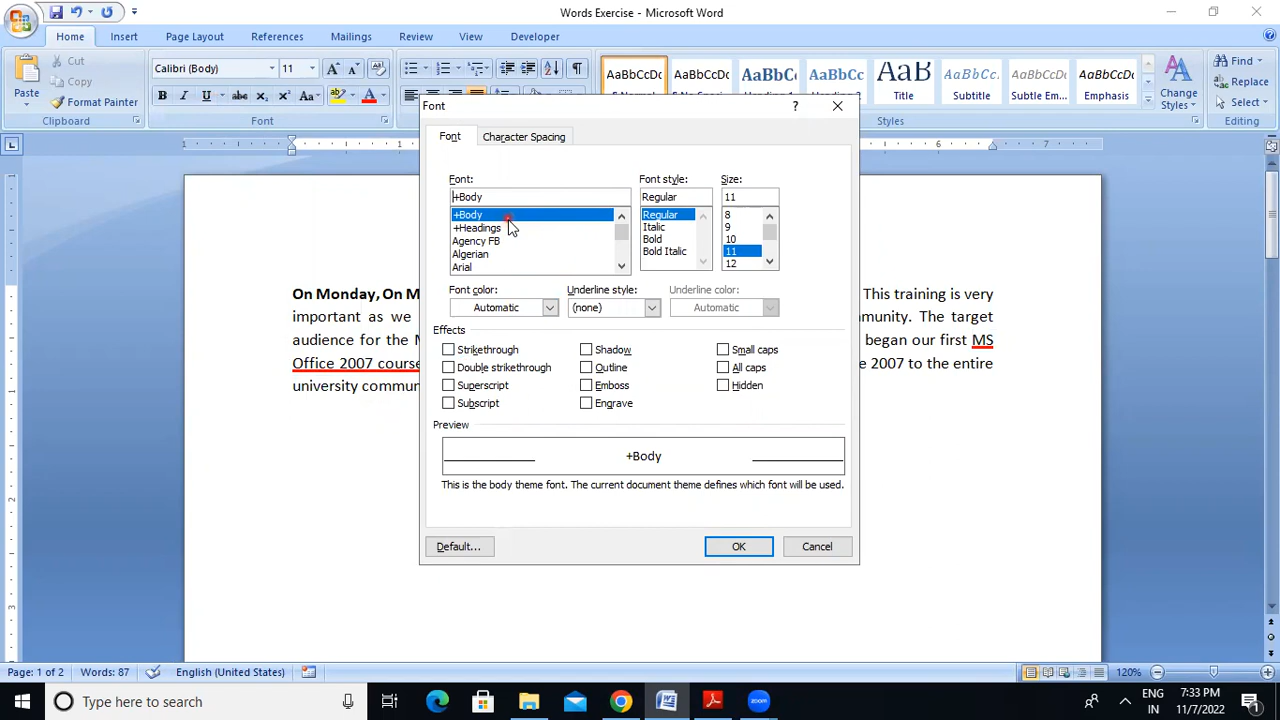 Words Exercise - Microsoft Word
Home Insert Page Layout References Mailings Review View Developer
Paste
Cut
Copy
Format Painter
Clipboard
Calibri (Body) 11
Font
AaBbCcDc AaBbCcDc AaBbC AaBbCc AaB AaBbCcL AaBbCcDc AaBbCcDc
Title Subtitle Subtle Em... Emphasis
Change Styles
Styles
Find
Replace
Select
Editing
Font
Font Character Spacing
Font: Font style: Size:
+Body Regular 11
+Body
+Headings
Agency FB
Algerian
Arial
Regular
Italic
Bold
Bold Italic
8
9
10
11
12
Font color: Underline style: Underline color:
Automatic (none) Automatic
Effects
Strikethrough Shadow Small caps
Double strikethrough Outline All caps
Superscript Emboss Hidden
Subscript Engrave
Preview
+Body
This is the body theme font. The current document theme defines which font will be used.
Default... OK Cancel
On Monday, On M This training is very
important as we mmunity. The target
audience for the M began our first MS
Office 2007 course e 2007 to the entire
university commun
Page: 1 of 2 Words: 87 English (United States) 120%
Type here to search
ENG
IN
7:33 PM
11/7/2022
1